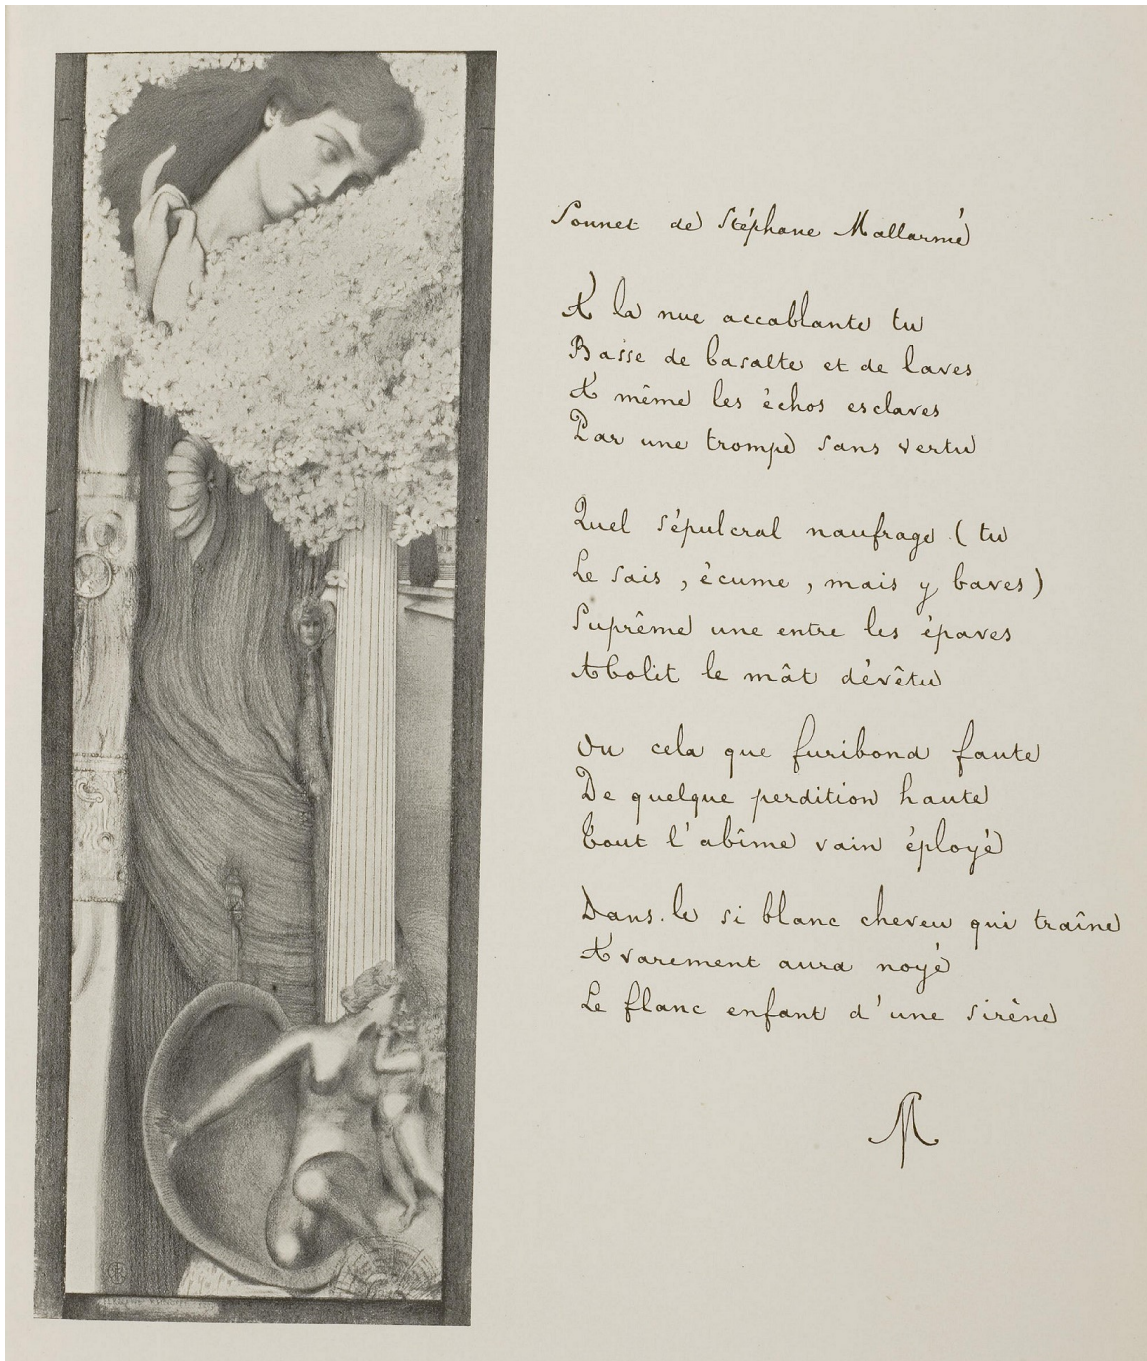 Sonnet de Stéphane Mallarmé
A la nue accablante tu
Basse de basalte et de laves
A même les échos esclaves
Par une trompe sans vertu
Quel sépulcral naufrage (tu
Le sais, écume, mais y baves)
Suprême une entre les épaves
Abolit le mât dévêtu
Ou cela que furibond faute
De quelque perdition haute
Tout l'abîme vain éployé
Dans le si blanc cheveu qui traîne
Avarement aura noyé
Le flanc enfant d'une sirène